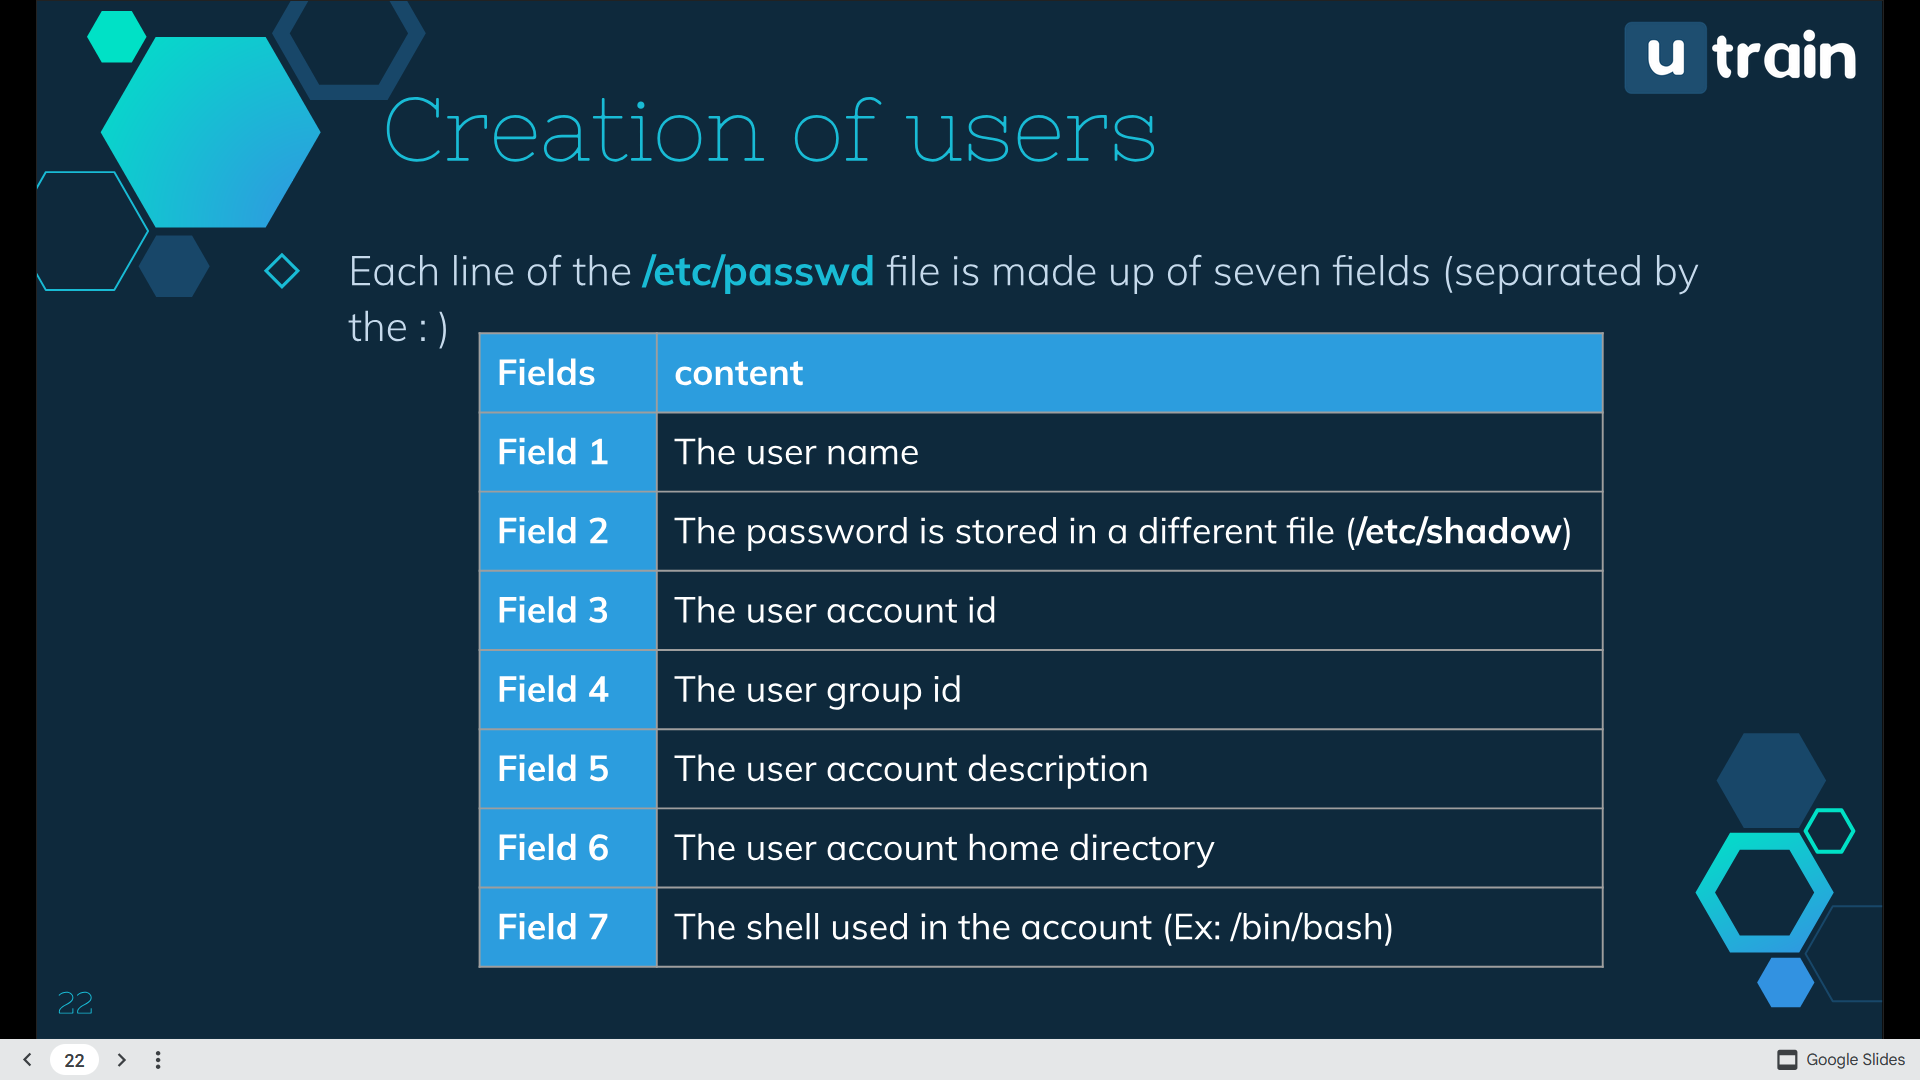 u train
Creation of users
Each line of the /etc/passwd file is made up of seven fields (separated by
the : )
Fields content
Field 1 The user name
Field 2 The password is stored in a different file (/etc/shadow)
Field 3 The user account id
Field 4 The user group id
Field 5 The user account description
Field 6 The user account home directory
Field 7 The shell used in the account (Ex: /bin/bash)
22
22
Google Slides